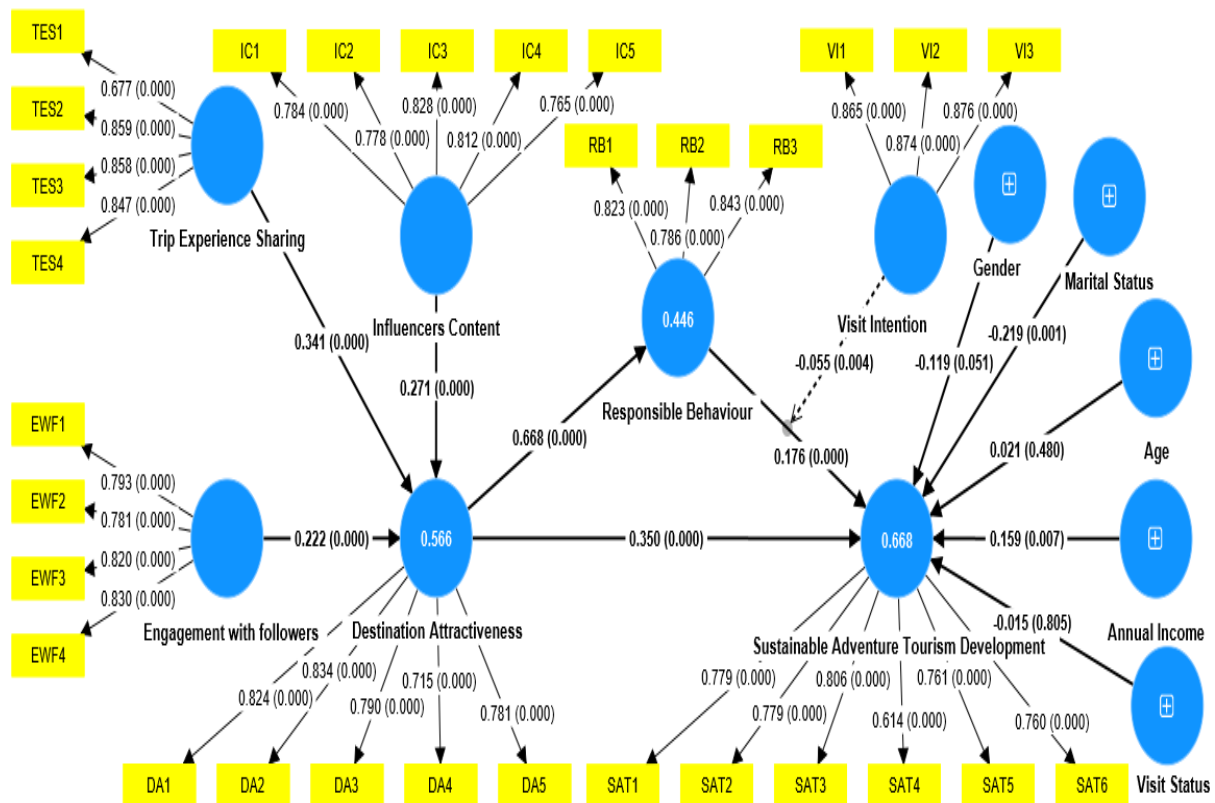 TES1
TES2
TES3
TES4
0.677 (0.000)
0.859 (0.000)
0.858 (0.000)
0.847 (0.000)
Trip Experience Sharing
IC1
IC2
IC3
IC4
IC5
0.784 (0.000)
0.778 (0.000)
0.828 (0.000)
0.812 (0.000)
0.765 (0.000)
Influencers Content
RB1
RB2
RB3
0.823 (0.000)
0.786 (0.000)
0.843 (0.000)
0.446
Responsible Behaviour
VI1
VI2
VI3
0.865 (0.000)
0.874 (0.000)
0.876 (0.000)
Visit Intention
Gender
Marital Status
Age
Annual Income
Visit Status
0.341 (0.000)
0.271 (0.000)
0.222 (0.000)
0.668 (0.000)
0.350 (0.000)
0.176 (0.000)
-0.055 (0.004)
-0.119 (0.051)
-0.219 (0.001)
0.021 (0.480)
0.159 (0.007)
-0.015 (0.805)
EWF1
EWF2
EWF3
EWF4
0.793 (0.000)
0.781 (0.000)
0.820 (0.000)
0.830 (0.000)
Engagement with followers
0.566
Destination Attractiveness
0.824 (0.000)
0.834 (0.000)
0.790 (0.000)
0.715 (0.000)
0.781 (0.000)
DA1
DA2
DA3
DA4
DA5
0.668
Sustainable Adventure Tourism Development
0.779 (0.000)
0.779 (0.000)
0.806 (0.000)
0.614 (0.000)
0.761 (0.000)
0.760 (0.000)
SAT1
SAT2
SAT3
SAT4
SAT5
SAT6